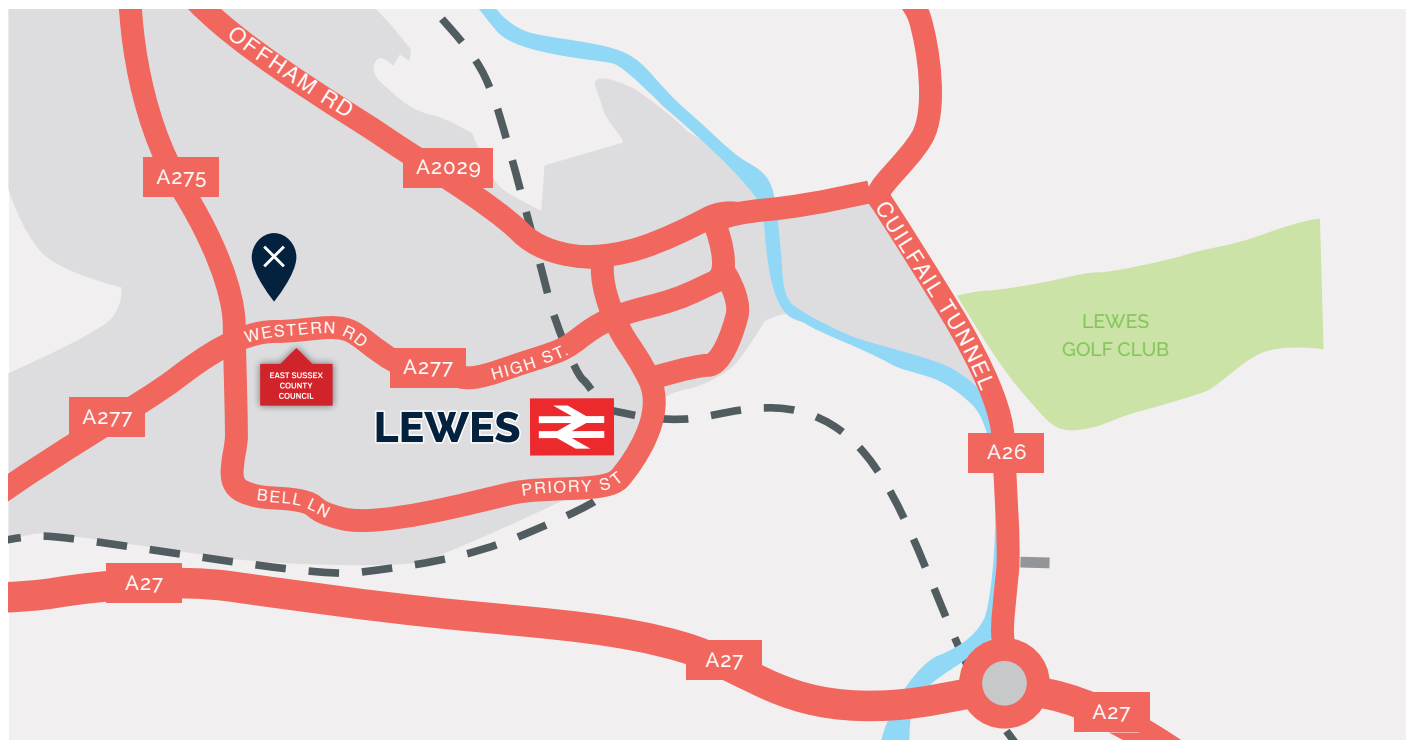 OFFHAM RD
A2029
A275
CUILFAIL TUNNEL
LEWES
GOLF CLUB
WESTERN RD
HIGH ST.
A277
EAST SUSSEX
COUNTY
COUNCIL
A277
LEWES
A26
PRIORY ST
BELL LN
A27
A27
A27